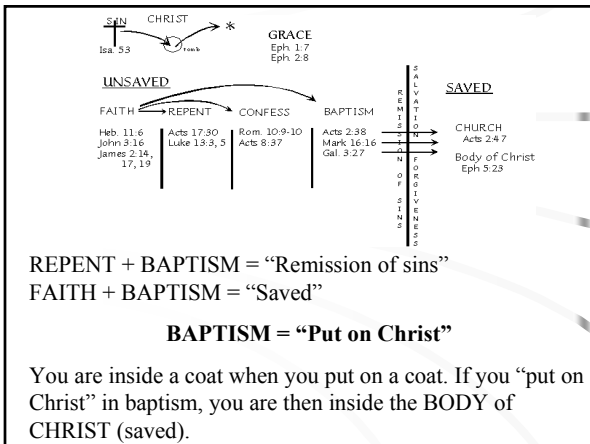 SIN CHRIST
Isa. 53
Tomb
*
GRACE
Eph. 1:7
Eph. 2:8
UNSAVED
FAITH REPENT CONFESS BAPTISM
Heb. 11:6
John 3:16
James 2:14,
17, 19
Acts 17:30
Luke 13:3, 5
Rom. 10:9-10
Acts 8:37
Acts 2:38
Mark 16:16
Gal. 3:27
REMISSION OF SINS
SALVATION FORGIVENESS
SAVED
CHURCH
Acts 2:47
Body of Christ
Eph 5:23
REPENT + BAPTISM = “Remission of sins”
FAITH + BAPTISM = “Saved”
BAPTISM = “Put on Christ”
You are inside a coat when you put on a coat. If you “put on
Christ” in baptism, you are then inside the BODY of
CHRIST (saved).